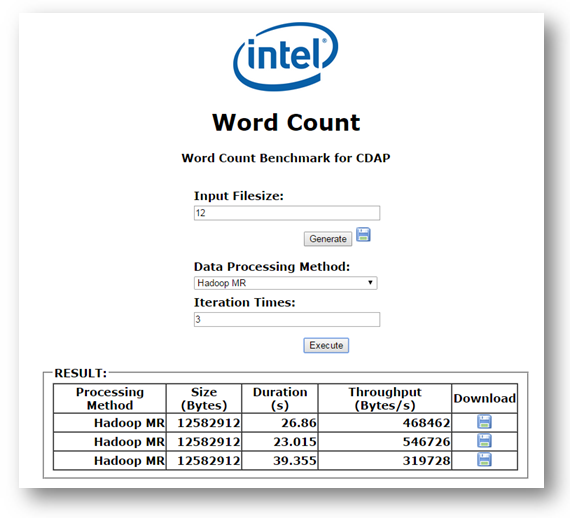 intel®
Word Count
Word Count Benchmark for CDAP
Input Filesize:
12
Generate
Data Processing Method:
Hadoop MR
Iteration Times:
3
Execute
RESULT:
Processing Method Size (Bytes) Duration (s) Throughput (Bytes/s) Download
Hadoop MR 12582912 26.86 468462
Hadoop MR 12582912 23.015 546726
Hadoop MR 12582912 39.355 319728